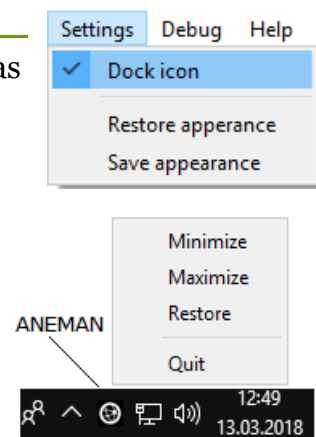 Settings Debug Help
as
Dock icon
Restore apperance
Save appearance
Minimize
Maximize
Restore
ANEMAN
Quit
12:49
13.03.2018